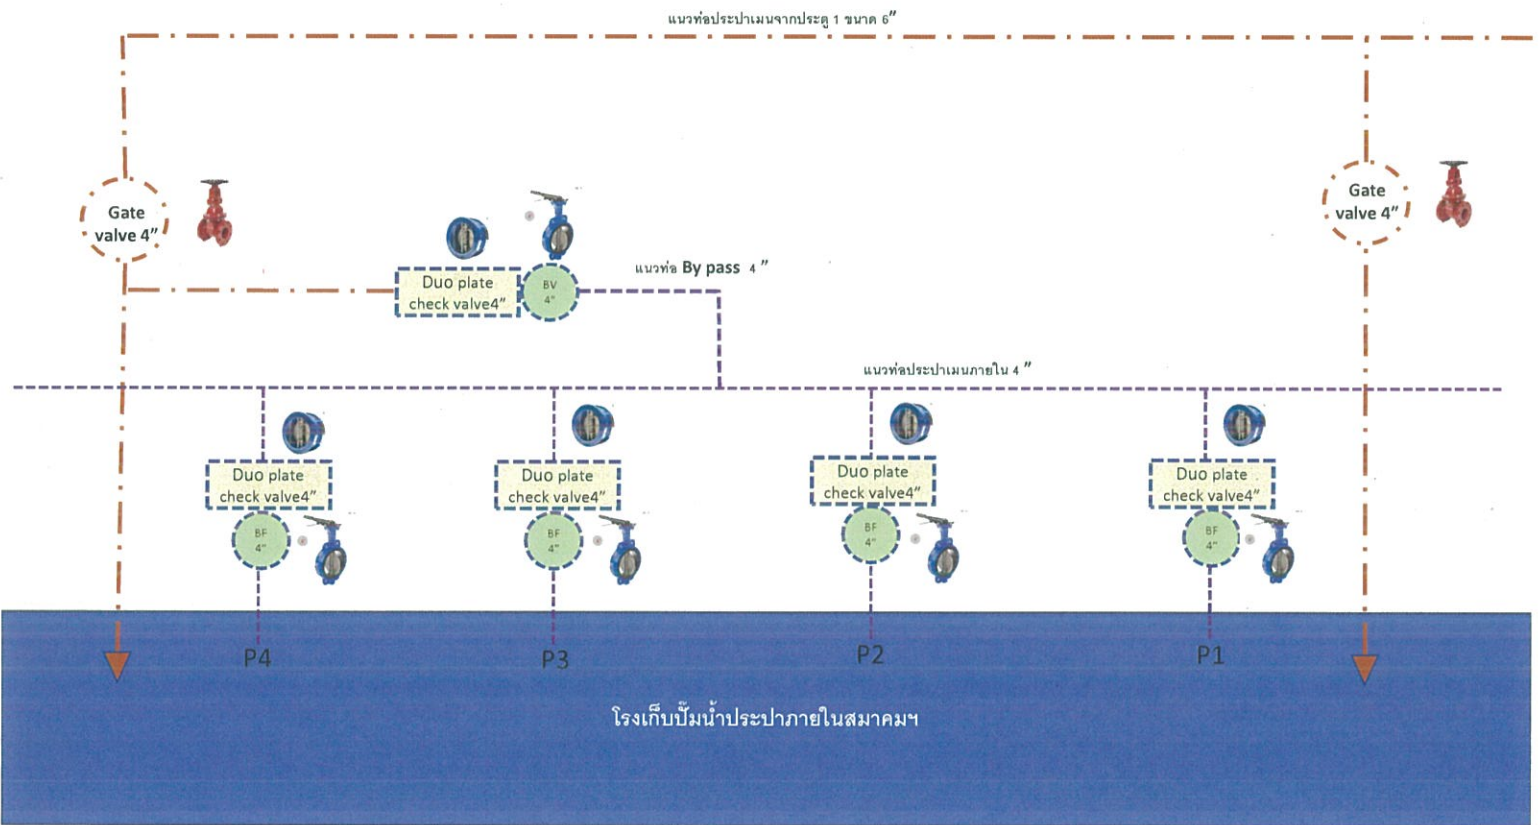 แนวท่อประปาเมนจากประตู 1 ขนาด 6”
Gate
valve 4”
Gate
valve 4”
Duo plate
check valve4”
BV
4”
แนวท่อ By pass 4 ”
แนวท่อประปาเมนภายใน 4 ”
Duo plate
check valve4”
Duo plate
check valve4”
Duo plate
check valve4”
Duo plate
check valve4”
BF
4”
BF
4”
BF
4”
BF
4”
P4
P3
P2
P1
โรงเก็บปั๊มน้ำประปาภายในสมาคมฯ